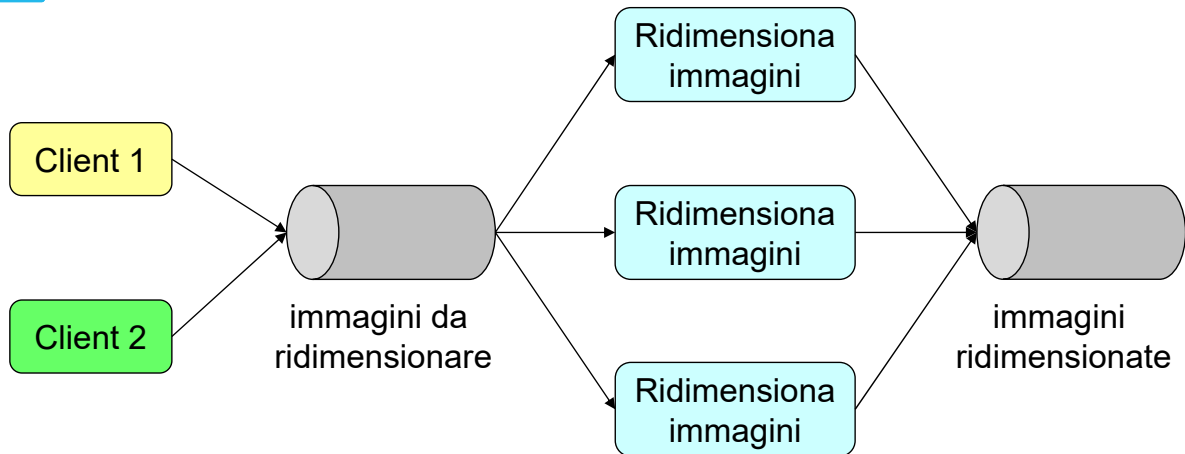 Client 1
Client 2
immagini da
ridimensionare
Ridimensiona
immagini
Ridimensiona
immagini
Ridimensiona
immagini
immagini
ridimensionate